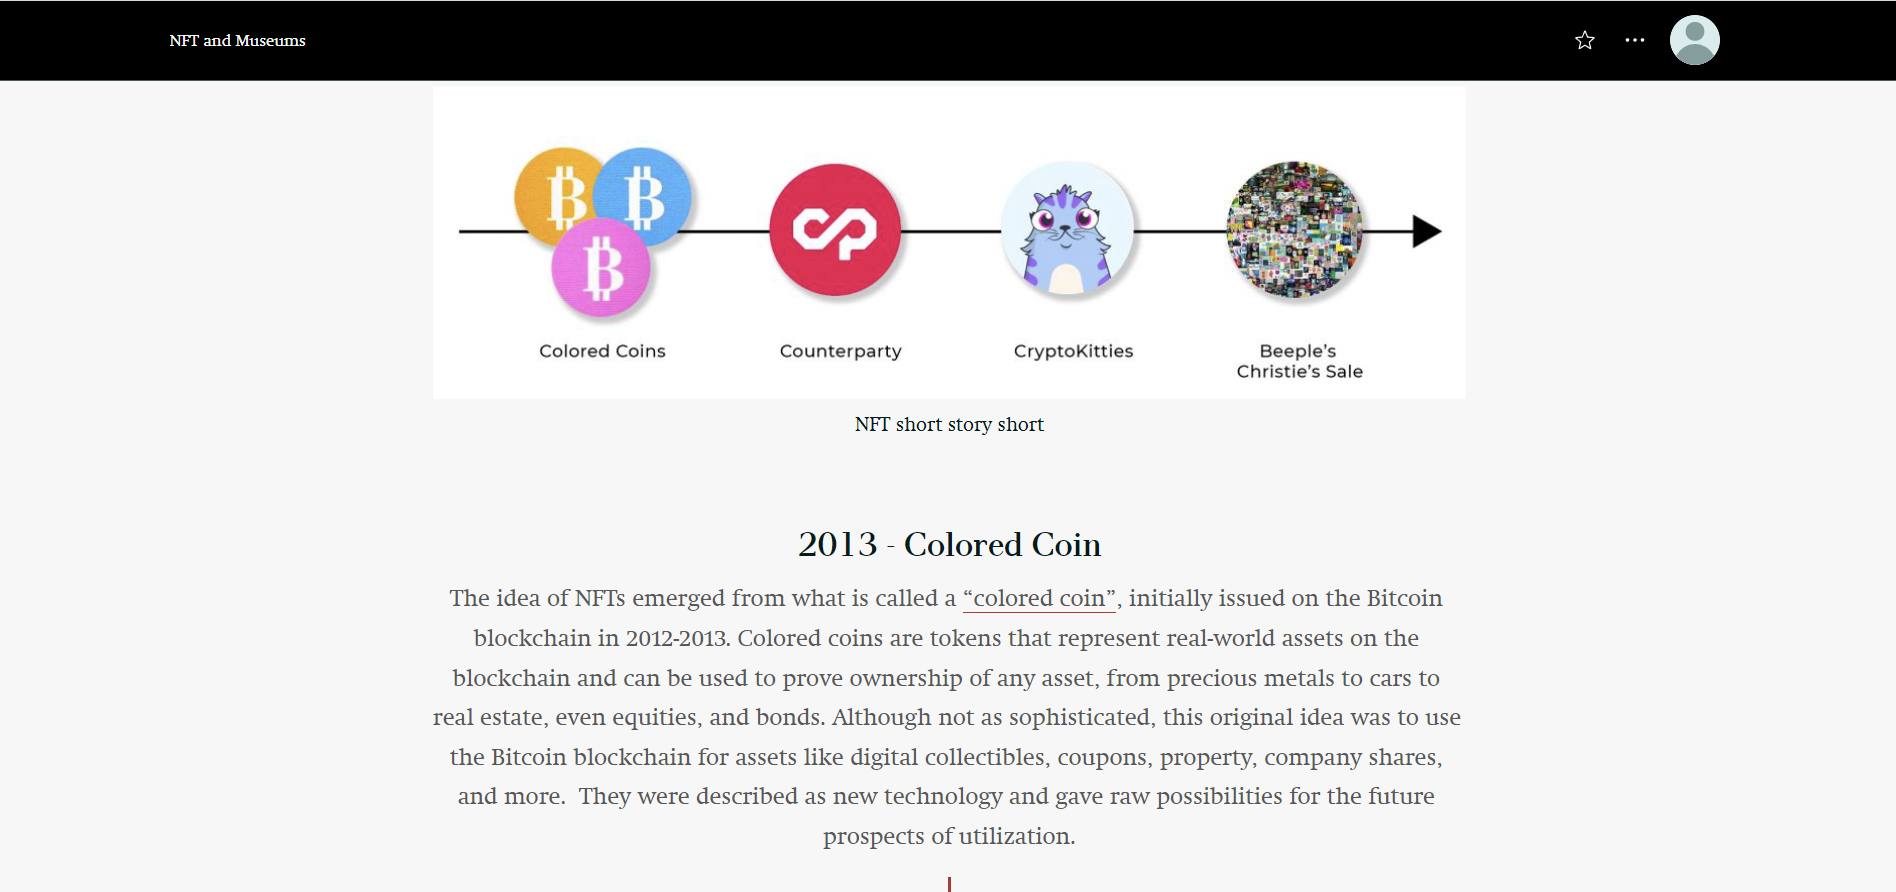 NFT and Museums
Colored Coins
Counterparty
CryptoKitties
Beeple’s
Christie’s Sale
NFT short story short
2013 - Colored Coin
The idea of NFTs emerged from what is called a “colored coin”, initially issued on the Bitcoin
blockchain in 2012-2013. Colored coins are tokens that represent real-world assets on the
blockchain and can be used to prove ownership of any asset, from precious metals to cars to
real estate, even equities, and bonds. Although not as sophisticated, this original idea was to use
the Bitcoin blockchain for assets like digital collectibles, coupons, property, company shares,
and more.  They were described as new technology and gave raw possibilities for the future
prospects of utilization.